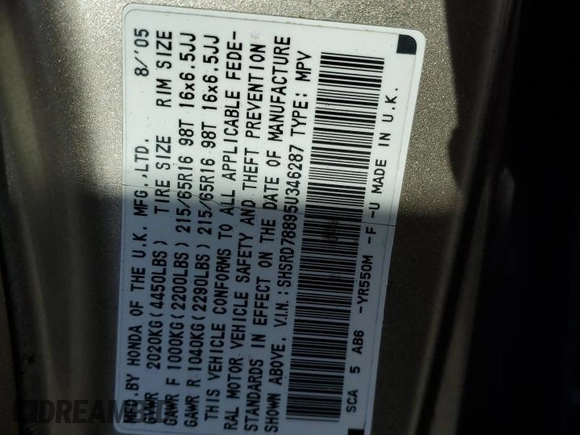 MFD.BY HONDA OF THE U.K. MFG.,LTD. 8/'05
GVWR 2020KG(4450LBS) TIRE SIZE RIM SIZE
GAWR F 1000KG(2200LBS) 215/65R16 98T 16x6.5JJ
GAWR R 1040KG(2290LBS) 215/65R16 98T 16x6.5JJ
THIS VEHICLE CONFORMS TO ALL APPLICABLE FEDE-
RAL MOTOR VEHICLE SAFETY AND THEFT PREVENTION
STANDARDS IN EFFECT ON THE DATE OF MANUFACTURE
SHOWN ABOVE. V.I.N.:SHSRD78895U346287 TYPE: MPV
SCA 5 AB6 -YR550M -F -U MADE IN U.K.